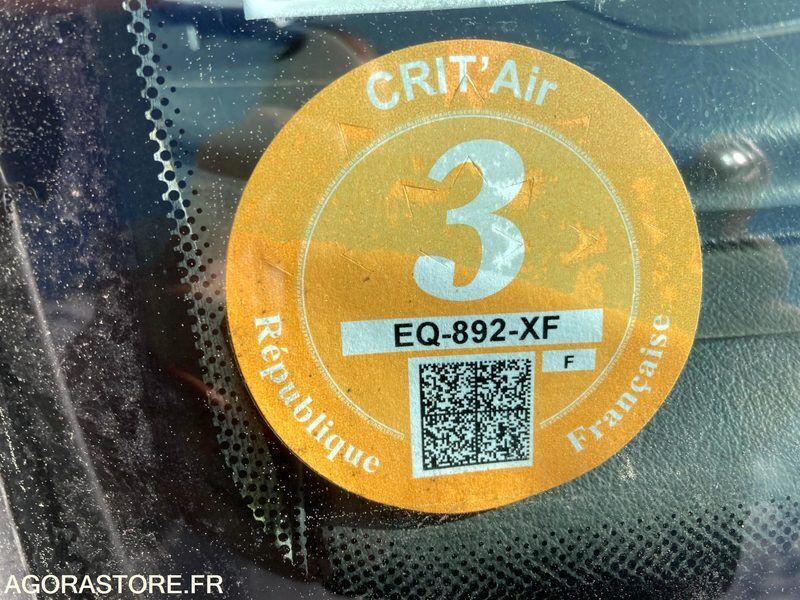 CRIT'Air
3
EQ-892-XF
F
République
Française
AGORASTORE.FR